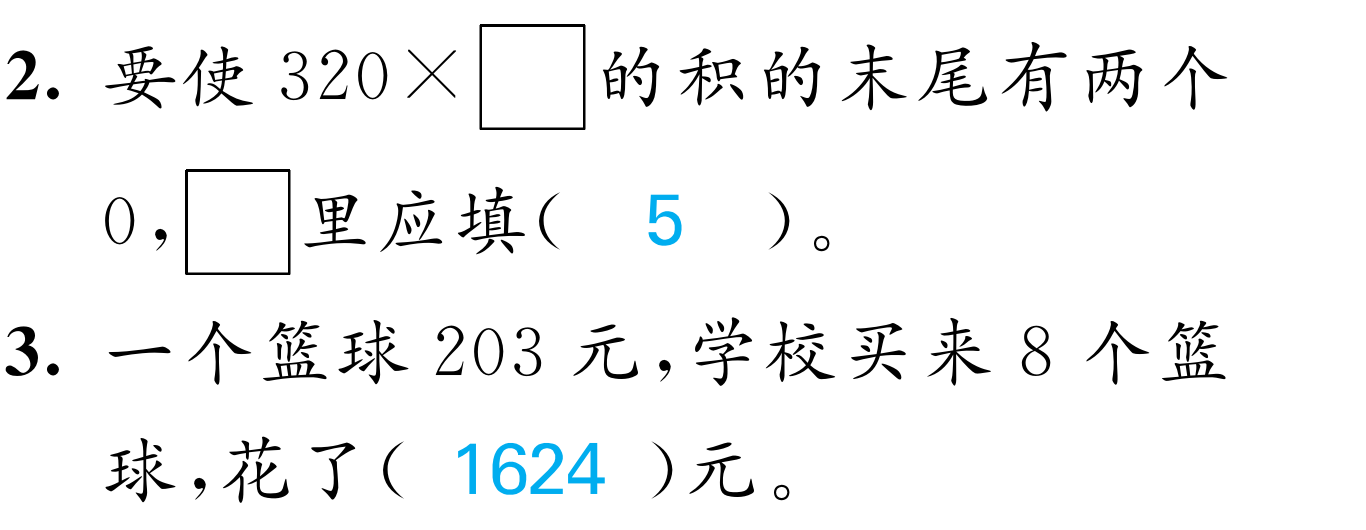 2. 要使 320×□的积的末尾有两个
0,□里应填( 5 )。
3. 一个篮球 203 元,学校买来 8 个篮
球,花了( 1624 )元。